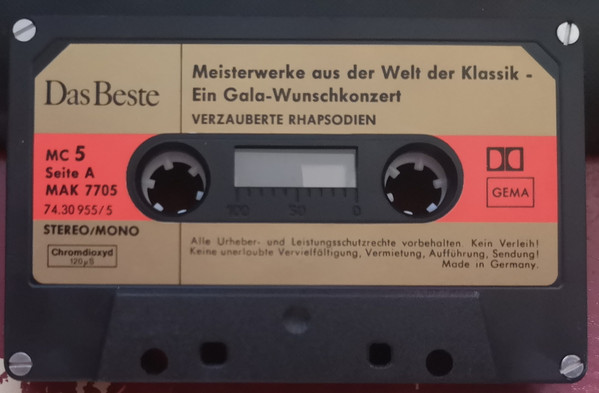 Das Beste
Meisterwerke aus der Welt der Klassik -
Ein Gala-Wunschkonzert
VERZAUBERTE RHAPSODIEN
MC 5
Seite A
MAK 7705
74.30 955/5
STEREO/MONO
Chromdioxyd
120 µS
100 50 0
GEMA
Alle Urheber- und Leistungsschutzrechte vorbehalten. Kein Verleih!
Keine unerlaubte Vervielfältigung, Vermietung, Aufführung, Sendung!
Made in Germany.